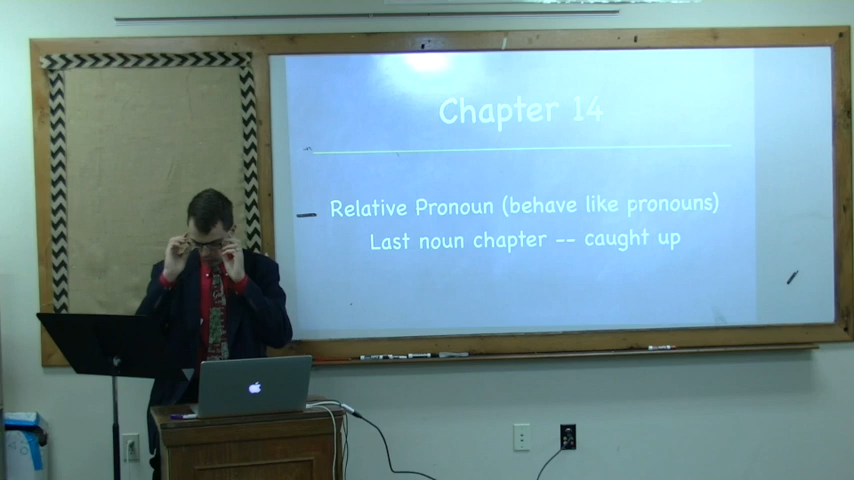 Chapter 14
Relative Pronoun (behave like pronouns)
Last noun chapter -- caught up